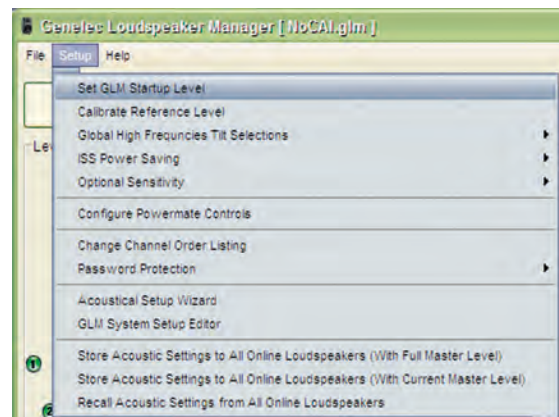 Genelec Loudspeaker Manager [ NoCAl.glm ]
File Setup Help
Set GLM Startup Level
Calibrate Reference Level
Lev
Global High Frequncies Tilt Selections
ISS Power Saving
Optional Sensitivity
Configure Powermate Controls
Change Channel Order Listing
Password Protection
Acoustical Setup Wizard
GLM System Setup Editor
Store Acoustic Settings to All Online Loudspeakers (With Full Master Level)
1
Store Acoustic Settings to All Online Loudspeakers (With Current Master Level)
Recall Acoustic Settings from All Online Loudspeakers
2